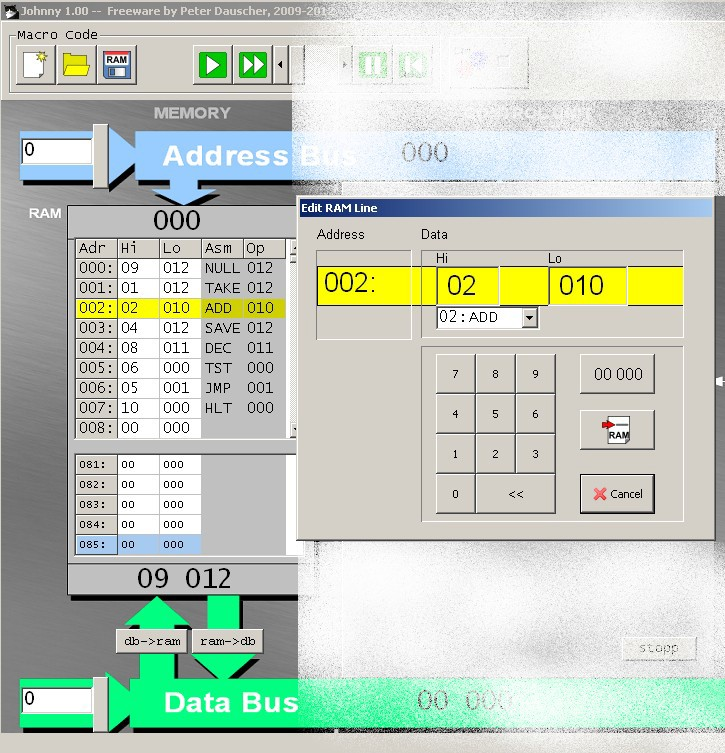 Johnny 1.00 -- Freeware by Peter Dauscher, 2009-2012
Macro Code
RAM
MEMORY
0
Address Bus
000
RAM
000
Adr Hi Lo Asm Op
000: 09 012 NULL 012
001: 01 012 TAKE 012
002: 02 010 ADD 010
003: 04 012 SAVE 012
004: 08 011 DEC 011
005: 06 000 TST 000
006: 05 001 JMP 001
007: 10 000 HLT 000
008: 00 000
081: 00 000
082: 00 000
083: 00 000
084: 00 000
085: 00 000
09 012
db->ram
ram->db
0
Data Bus
00 000
stopp
Edit RAM Line
Address
Data
Hi
Lo
002:
02
010
02:ADD
7 8 9
4 5 6
1 2 3
0 <<
00 000
RAM
Cancel